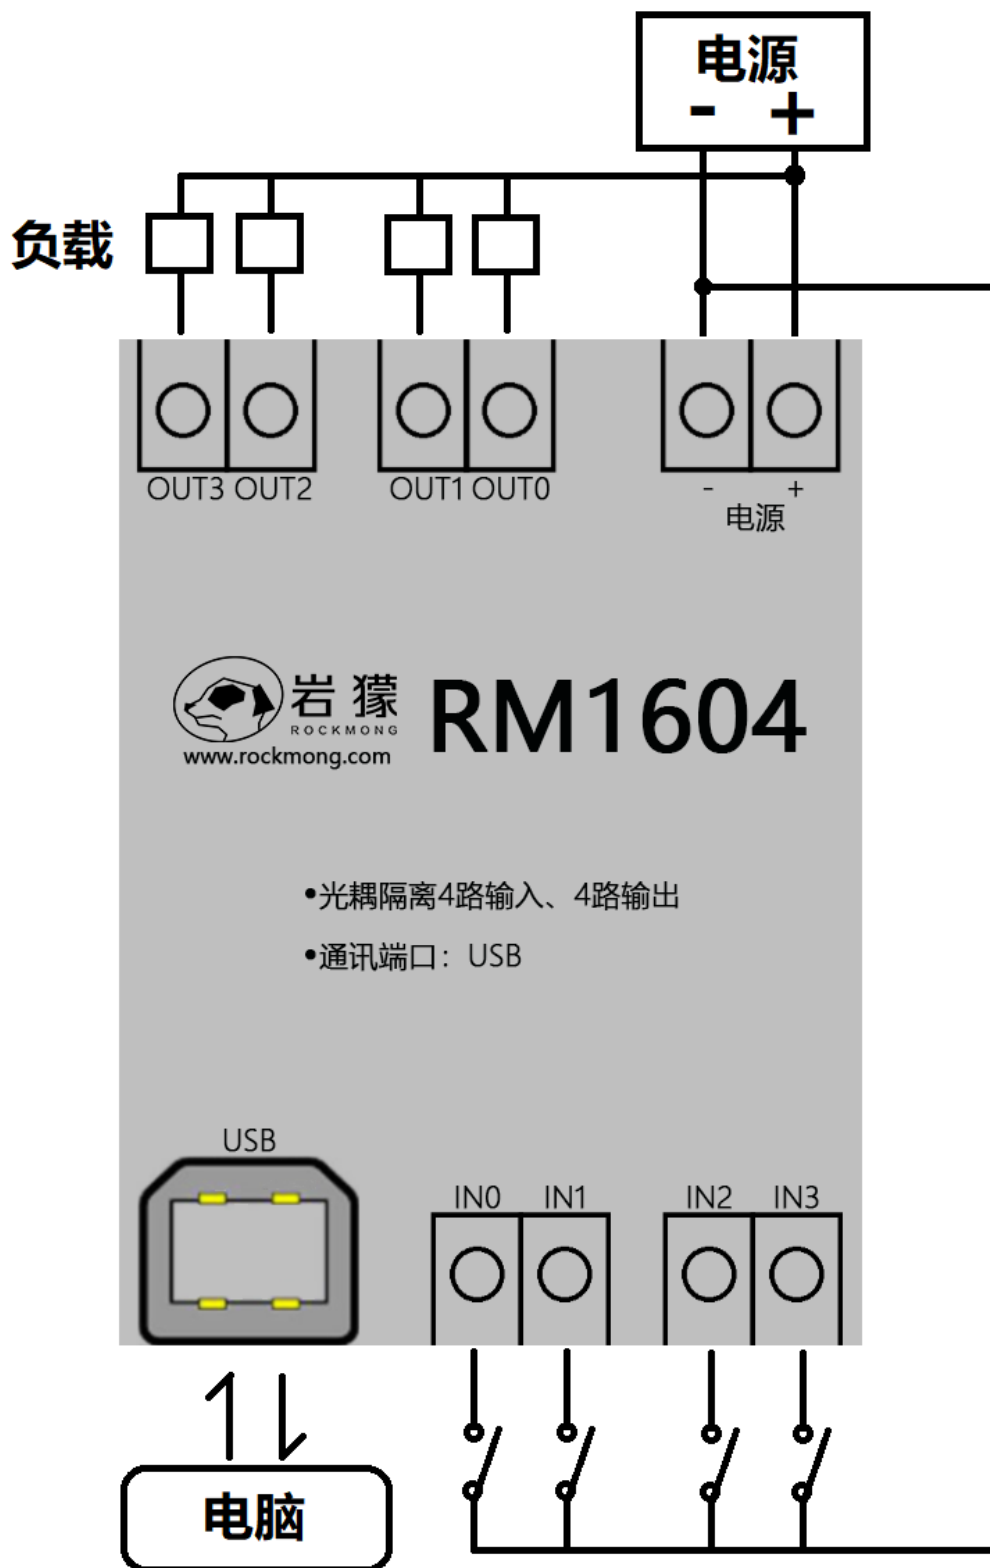 电源
- +
负载
OUT3 OUT2 OUT1 OUT0 - +
电源
岩獴 RM1604
ROCKMONG
www.rockmong.com
•光耦隔离4路输入、4路输出
•通讯端口：USB
USB
IN0 IN1 IN2 IN3
电脑